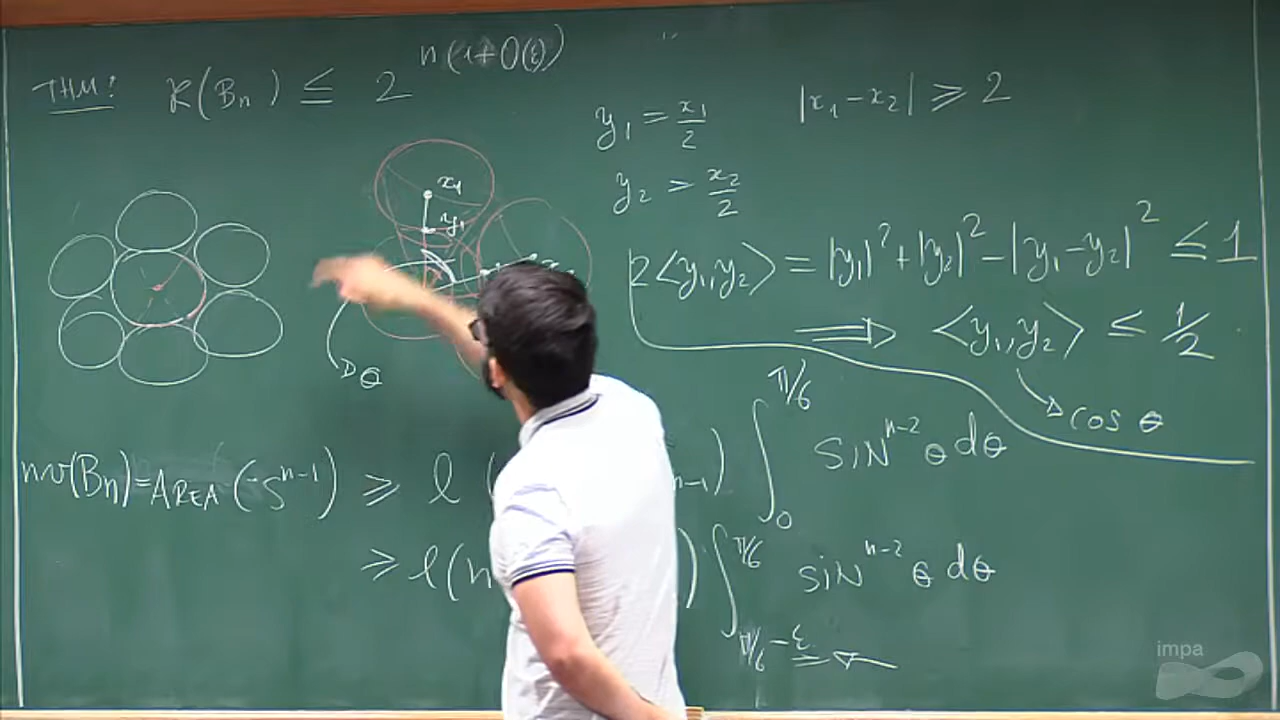 THM: K(Bn) ≤ 2^{n(1+O(ε))}
y₁ = x₁/2
|x₁-x₂| ≥ 2
y₂ = x₂/2
x₁
y₁
2<y₁,y₂> = |y₁|²+|y₂|²-|y₁-y₂|² ≤ 1
⟹ <y₁,y₂> ≤ 1/2
θ
cos θ
nv(Bn)=AREA(S^{n-1}) ≥ l ( n-1) ∫_0^{π/6} SiN^{n-2} θ dθ
≥ l(n ) ∫_{π/6-ε}^{π/6} SiN^{n-2} θ dθ
impa